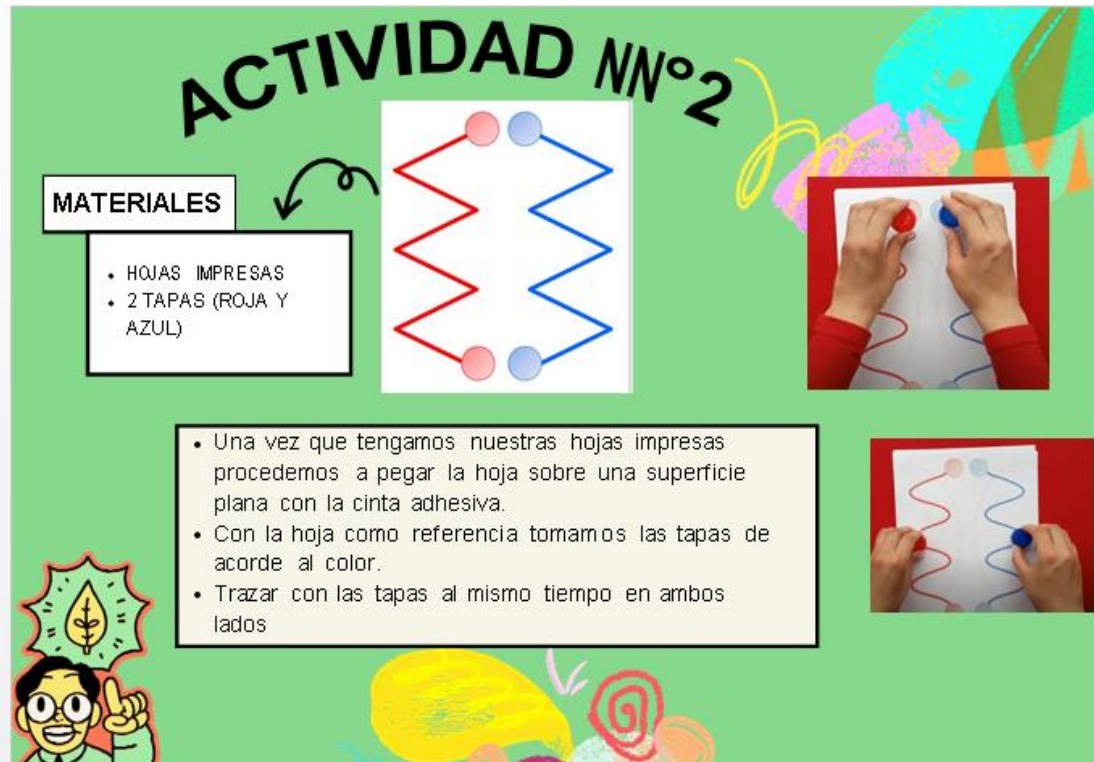 ACTIVIDAD NN°2
MATERIALES
• HOJAS IMPRESAS
• 2 TAPAS (ROJA Y
AZUL)
• Una vez que tengamos nuestras hojas impresas
procedemos a pegar la hoja sobre una superficie
plana con la cinta adhesiva.
• Con la hoja como referencia tomamos las tapas de
acorde al color.
• Trazar con las tapas al mismo tiempo en ambos
lados